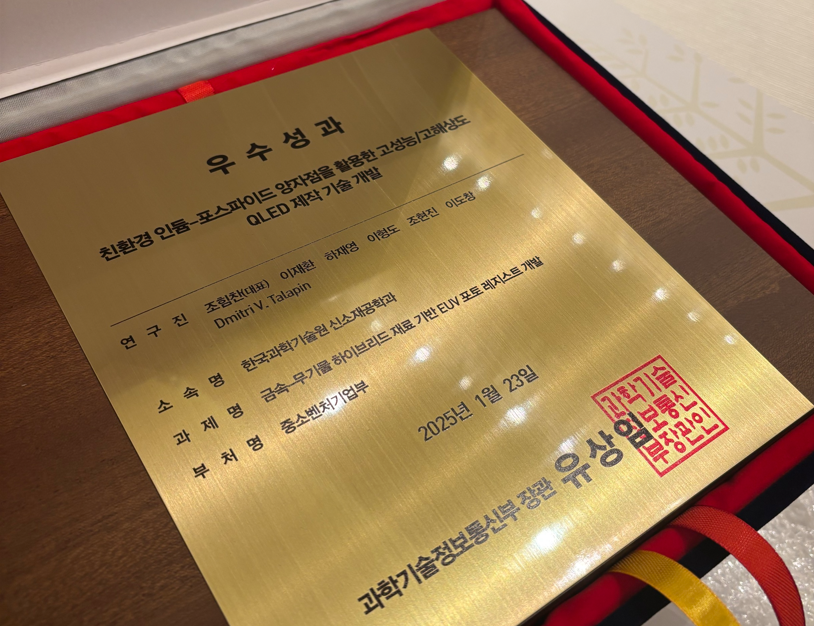 우수성과
친환경 인듐-포스파이드 양자점을 활용한 고성능/고해상도
QLED 제작 기술 개발
연구진 조힘찬(대표) 이재환 허재영 이형도 조현진 이도창
Dmitri V. Talapin
소속명 한국과학기술원 신소재공학과
과제명 금속-무기물 하이브리드 재료 기반 EUV 포토 레지스트 개발
부처명 중소벤처기업부
2025년 1월 23일
과학기술정보통신부 장관 유상임
과학기술
정보통신
부장관인